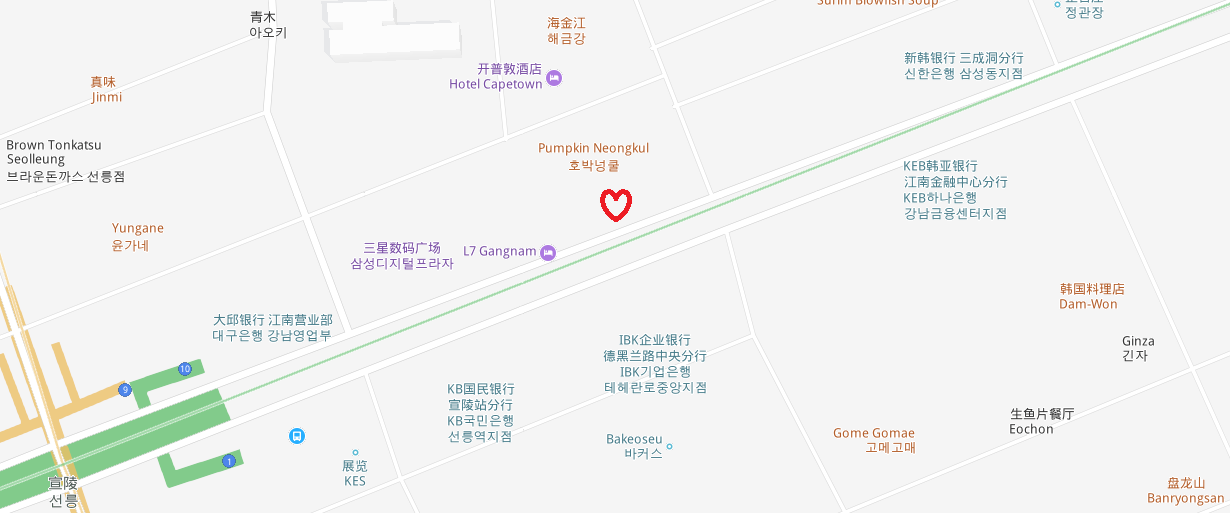 青木
아오키
海金江
해금강
Surim Blowfish Soup
정관장
新韩银行 三成洞分行
신한은행 삼성동지점
开普敦酒店
Hotel Capetown
真味
Jinmi
Brown Tonkatsu
Seolleung
브라운돈까스 선릉점
Pumpkin Neongkul
호박넝쿨
KEB韩亚银行
江南金融中心分行
KEB하나은행
강남금융센터지점
Yungane
윤가네
三星数码广场
삼성디지털프라자
L7 Gangnam
韩国料理店
Dam-Won
大邱银行 江南营业部
대구은행 강남영업부
IBK企业银行
德黑兰路中央分行
IBK기업은행
테헤란로중앙지점
Ginza
긴자
10
9
KB国民银行
宣陵站分行
KB국민은행
선릉역지점
生鱼片餐厅
Eochon
Bakeoseu
바커스
Gome Gomae
고메고매
1
展览
KES
宣陵
선릉
盘龙山
Banryongsan